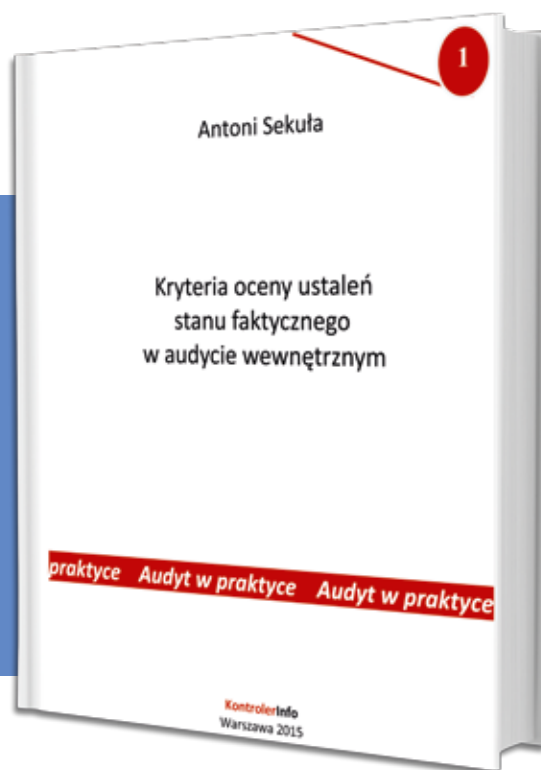 1
Antoni Sekuła
Kryteria oceny ustaleń
stanu faktycznego
w audycie wewnętrznym
praktyce Audyt w praktyce Audyt w praktyce
KontrolerInfo
Warszawa 2015